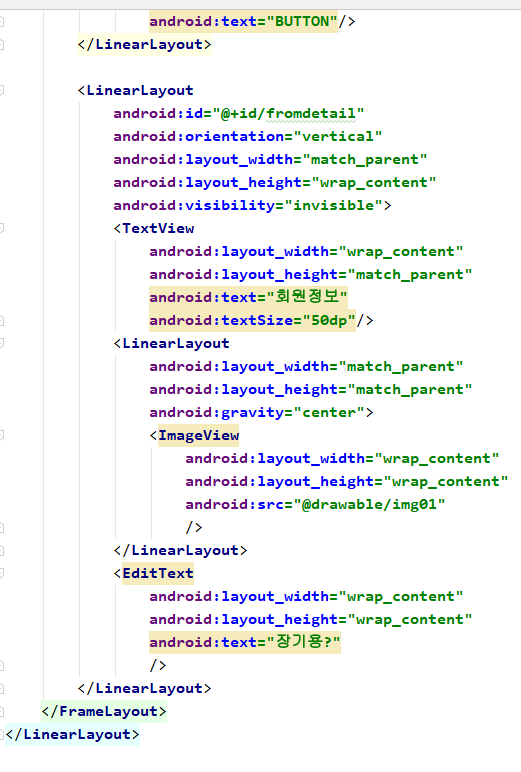 android:text="BUTTON"/>
</LinearLayout>
<LinearLayout
android:id="@+id/fromdetail"
android:orientation="vertical"
android:layout_width="match_parent"
android:layout_height="wrap_content"
android:visibility="invisible">
<TextView
android:layout_width="wrap_content"
android:layout_height="match_parent"
android:text="회원정보"
android:textSize="50dp"/>
<LinearLayout
android:layout_width="match_parent"
android:layout_height="match_parent"
android:gravity="center">
<ImageView
android:layout_width="wrap_content"
android:layout_height="wrap_content"
android:src="@drawable/img01"
/>
</LinearLayout>
<EditText
android:layout_width="wrap_content"
android:layout_height="wrap_content"
android:text="장기용?"
/>
</LinearLayout>
</FrameLayout>
</LinearLayout>